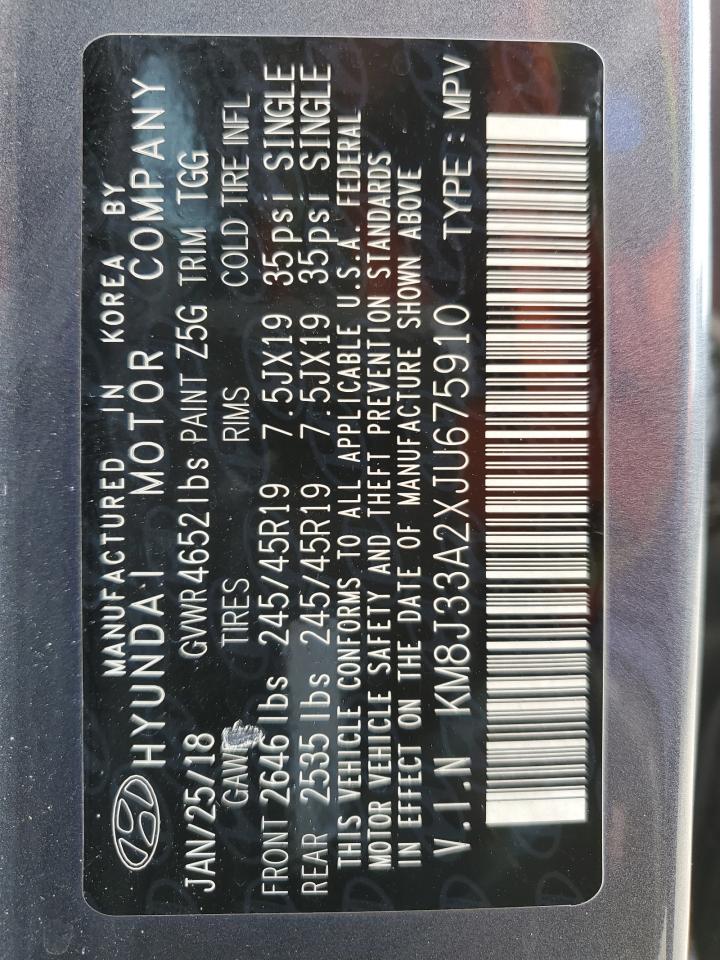 MANUFACTURED IN KOREA BY
HYUNDAI MOTOR COMPANY
JAN/25/18 GVWR4652lbs PAINT Z5G TRIM TGG
GAWR TIRES RIMS COLD TIRE INFL
FRONT 2646 lbs 245/45R19 7.5JX19 35psi SINGLE
REAR 2535 lbs 245/45R19 7.5JX19 35psi SINGLE
THIS VEHICLE CONFORMS TO ALL APPLICABLE U.S.A. FEDERAL
MOTOR VEHICLE SAFETY AND THEFT PREVENTION STANDARDS
IN EFFECT ON THE DATE OF MANUFACTURE SHOWN ABOVE
V.I.N KM8J33A2XJU675910 TYPE : MPV